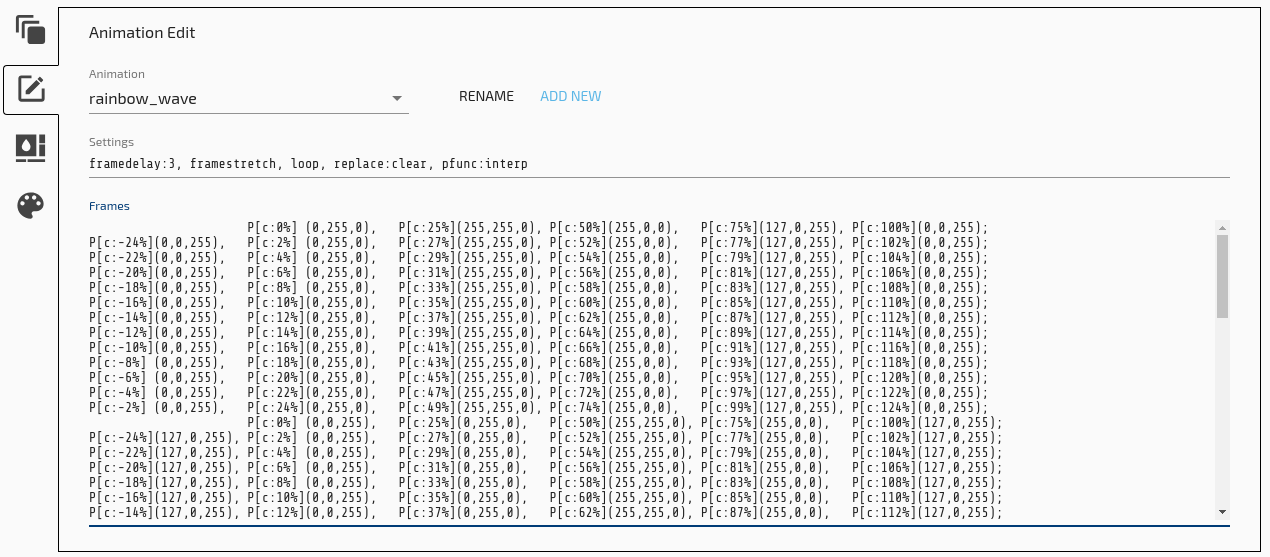 Animation Edit
Animation
rainbow_wave
RENAME ADD NEW
Settings
framedelay:3, framestretch, loop, replace:clear, pfunc:interp
Frames
P[c:0%] (0,255,0), P[c:25%](255,255,0), P[c:50%](255,0,0), P[c:75%](127,0,255), P[c:100%](0,0,255);
P[c:-24%](0,0,255), P[c:2%] (0,255,0), P[c:27%](255,255,0), P[c:52%](255,0,0), P[c:77%](127,0,255), P[c:102%](0,0,255);
P[c:-22%](0,0,255), P[c:4%] (0,255,0), P[c:29%](255,255,0), P[c:54%](255,0,0), P[c:79%](127,0,255), P[c:104%](0,0,255);
P[c:-20%](0,0,255), P[c:6%] (0,255,0), P[c:31%](255,255,0), P[c:56%](255,0,0), P[c:81%](127,0,255), P[c:106%](0,0,255);
P[c:-18%](0,0,255), P[c:8%] (0,255,0), P[c:33%](255,255,0), P[c:58%](255,0,0), P[c:83%](127,0,255), P[c:108%](0,0,255);
P[c:-16%](0,0,255), P[c:10%](0,255,0), P[c:35%](255,255,0), P[c:60%](255,0,0), P[c:85%](127,0,255), P[c:110%](0,0,255);
P[c:-14%](0,0,255), P[c:12%](0,255,0), P[c:37%](255,255,0), P[c:62%](255,0,0), P[c:87%](127,0,255), P[c:112%](0,0,255);
P[c:-12%](0,0,255), P[c:14%](0,255,0), P[c:39%](255,255,0), P[c:64%](255,0,0), P[c:89%](127,0,255), P[c:114%](0,0,255);
P[c:-10%](0,0,255), P[c:16%](0,255,0), P[c:41%](255,255,0), P[c:66%](255,0,0), P[c:91%](127,0,255), P[c:116%](0,0,255);
P[c:-8%] (0,0,255), P[c:18%](0,255,0), P[c:43%](255,255,0), P[c:68%](255,0,0), P[c:93%](127,0,255), P[c:118%](0,0,255);
P[c:-6%] (0,0,255), P[c:20%](0,255,0), P[c:45%](255,255,0), P[c:70%](255,0,0), P[c:95%](127,0,255), P[c:120%](0,0,255);
P[c:-4%] (0,0,255), P[c:22%](0,255,0), P[c:47%](255,255,0), P[c:72%](255,0,0), P[c:97%](127,0,255), P[c:122%](0,0,255);
P[c:-2%] (0,0,255), P[c:24%](0,255,0), P[c:49%](255,255,0), P[c:74%](255,0,0), P[c:99%](127,0,255), P[c:124%](0,0,255);
P[c:0%] (0,0,255), P[c:25%](0,255,0), P[c:50%](255,255,0), P[c:75%](255,0,0), P[c:100%](127,0,255);
P[c:-24%](127,0,255), P[c:2%] (0,0,255), P[c:27%](0,255,0), P[c:52%](255,255,0), P[c:77%](255,0,0), P[c:102%](127,0,255);
P[c:-22%](127,0,255), P[c:4%] (0,0,255), P[c:29%](0,255,0), P[c:54%](255,255,0), P[c:79%](255,0,0), P[c:104%](127,0,255);
P[c:-20%](127,0,255), P[c:6%] (0,0,255), P[c:31%](0,255,0), P[c:56%](255,255,0), P[c:81%](255,0,0), P[c:106%](127,0,255);
P[c:-18%](127,0,255), P[c:8%] (0,0,255), P[c:33%](0,255,0), P[c:58%](255,255,0), P[c:83%](255,0,0), P[c:108%](127,0,255);
P[c:-16%](127,0,255), P[c:10%](0,0,255), P[c:35%](0,255,0), P[c:60%](255,255,0), P[c:85%](255,0,0), P[c:110%](127,0,255);
P[c:-14%](127,0,255), P[c:12%](0,0,255), P[c:37%](0,255,0), P[c:62%](255,255,0), P[c:87%](255,0,0), P[c:112%](127,0,255);